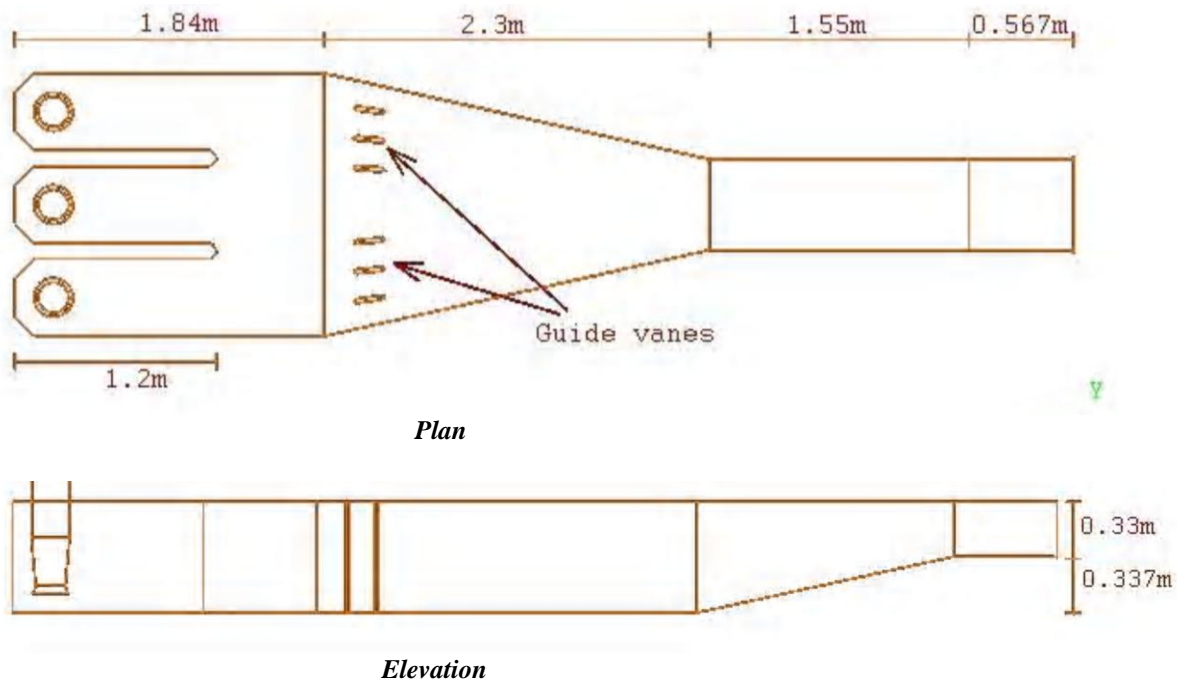 1.84m 2.3m 1.55m 0.567m
Guide vanes
1.2m
Y
Plan
0.33m
0.337m
Elevation